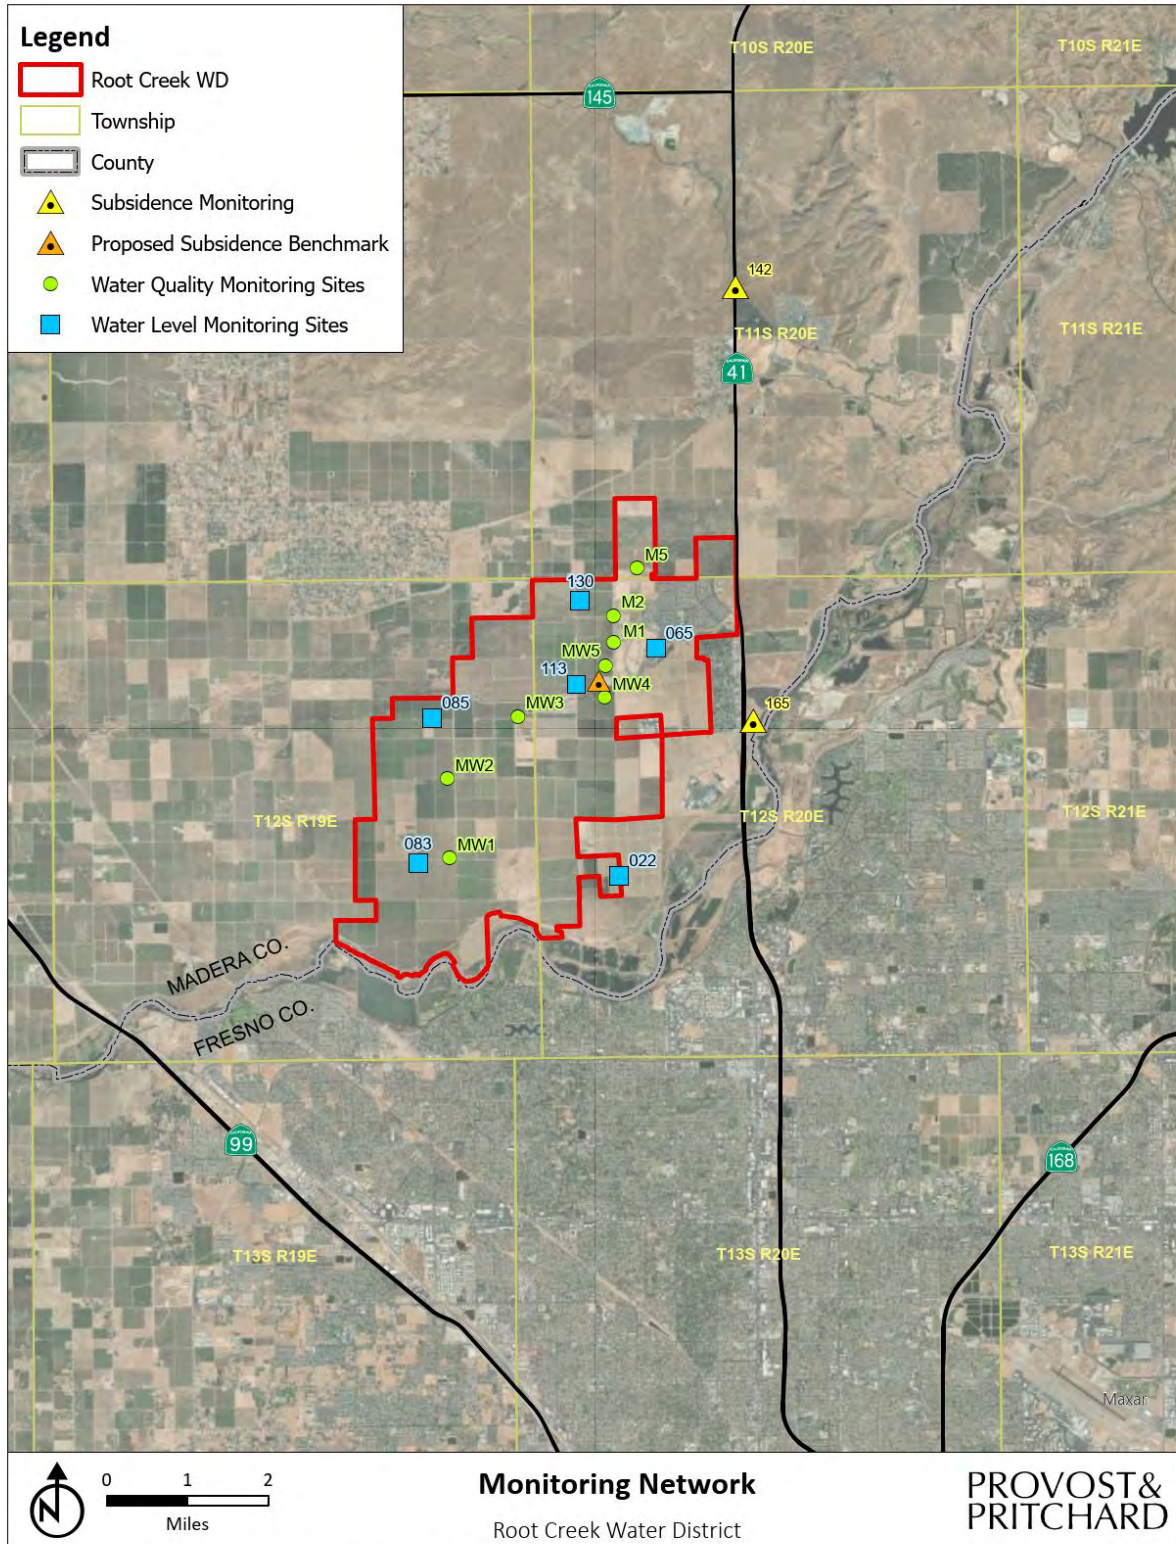 Legend
Root Creek WD
Township
County
Subsidence Monitoring
Proposed Subsidence Benchmark
Water Quality Monitoring Sites
Water Level Monitoring Sites
T10S R20E
T10S R21E
CALIFORNIA
145
142
T11S R20E
T11S R21E
CALIFORNIA
41
M5
130
M2
M1
065
MW5
113
MW4
MW3
085
165
MW2
T12S R19E
T12S R20E
T12S R21E
083
MW1
022
MADERA CO.
FRESNO CO.
CALIFORNIA
99
CALIFORNIA
168
T13S R19E
T13S R20E
T13S R21E
Maxar
N
0 1 2
Miles
Monitoring Network
Root Creek Water District
PROVOST&
PRITCHARD